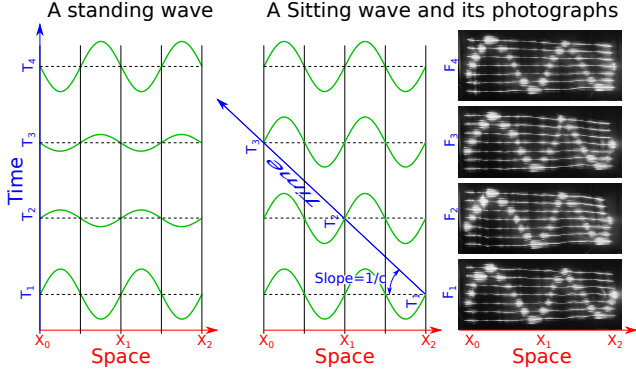 A standing wave
A Sitting wave and its photographs
Time
T4
T3
T2
T1
X0
X1
X2
Space
Time
T3
T2
T1
Slope=1/c
X0
X1
X2
Space
F4
F3
F2
F1
X0
X1
X2
Space